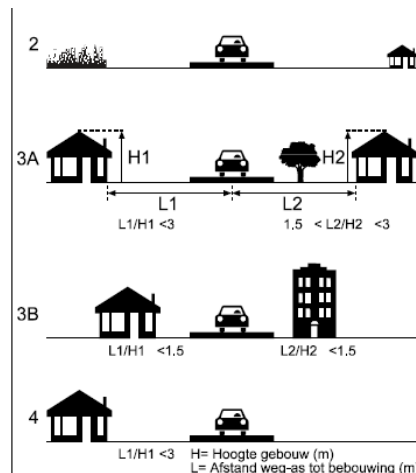 2
3A
H1
H2
L1
L2
L1/H1 <3
1.5 < L2/H2 <3
3B
L1/H1 <1.5
L2/H2 <1.5
4
L1/H1 <3 H= Hoogte gebouw (m)
L= Afstand weg-as tot bebouwing (m